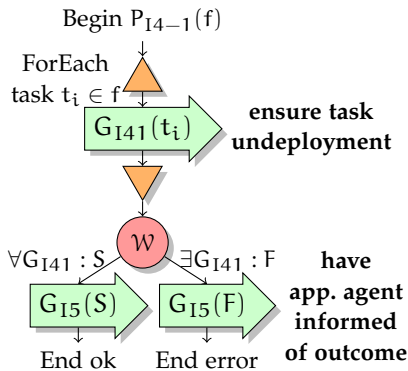 Begin P_{I4−1}(f)
ForEach
task t_i ∈ f
G_{I41}(t_i)
ensure task
undeployment
W
∀G_{I41} : S
∃G_{I41} : F
G_{I5}(S)
G_{I5}(F)
have
app. agent
informed
of outcome
End ok
End error